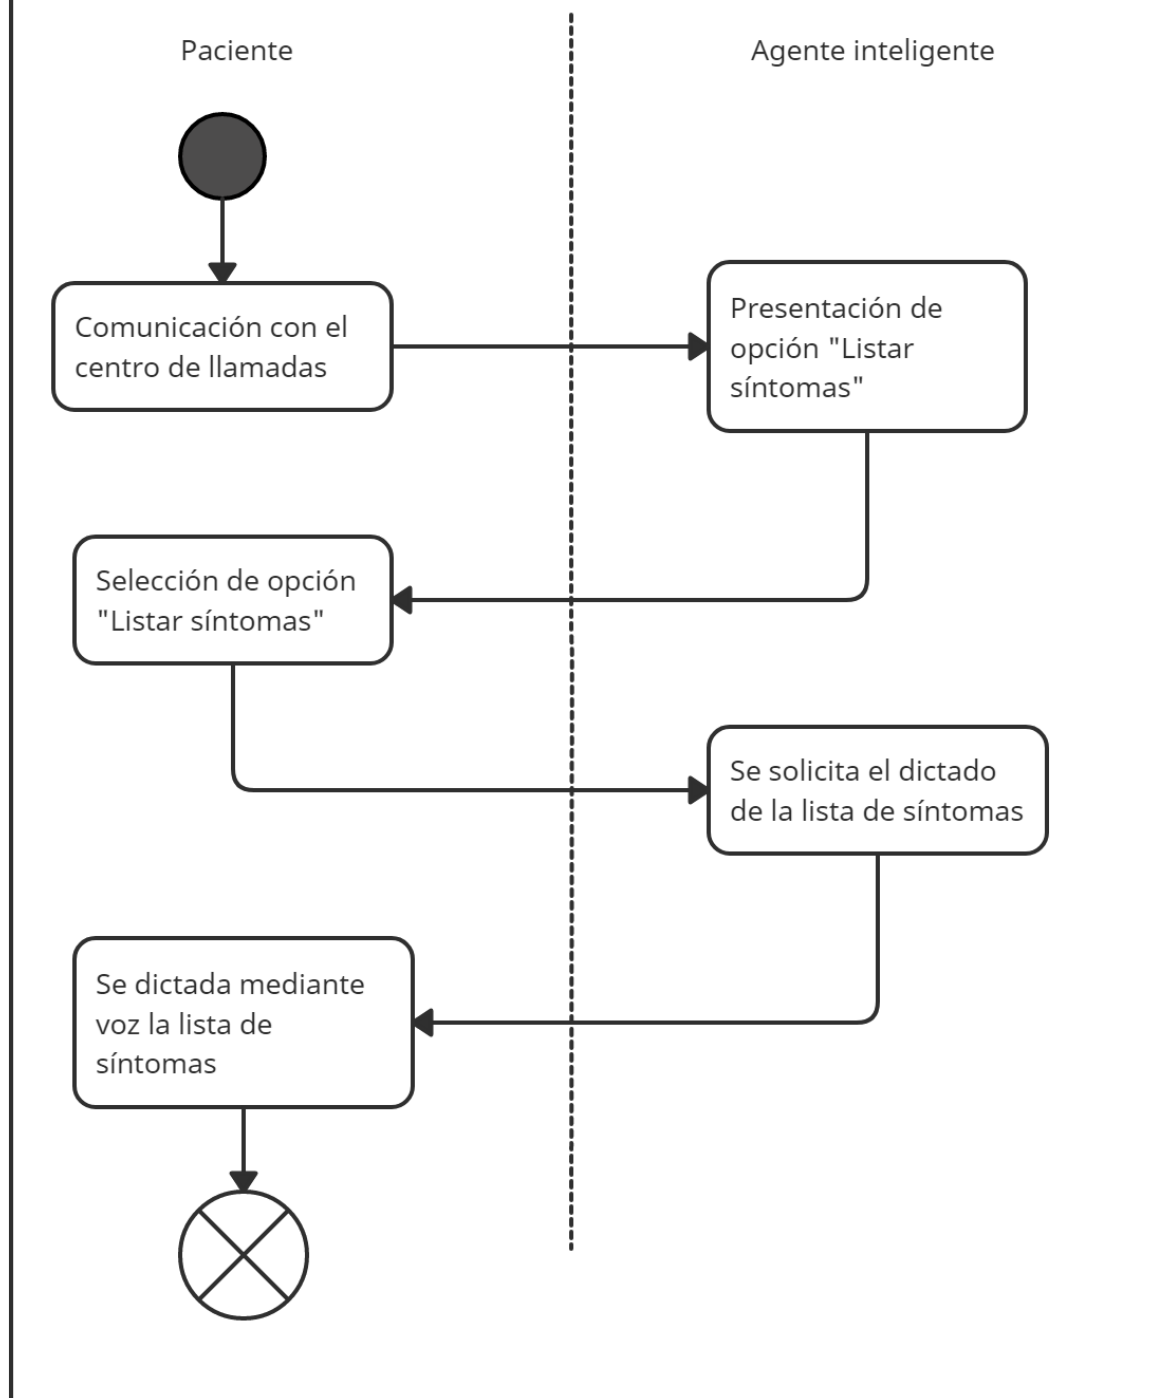 Paciente
Agente inteligente
Comunicación con el
centro de llamadas
Presentación de
opción "Listar
síntomas"
Selección de opción
"Listar síntomas"
Se solicita el dictado
de la lista de síntomas
Se dictada mediante
voz la lista de
síntomas